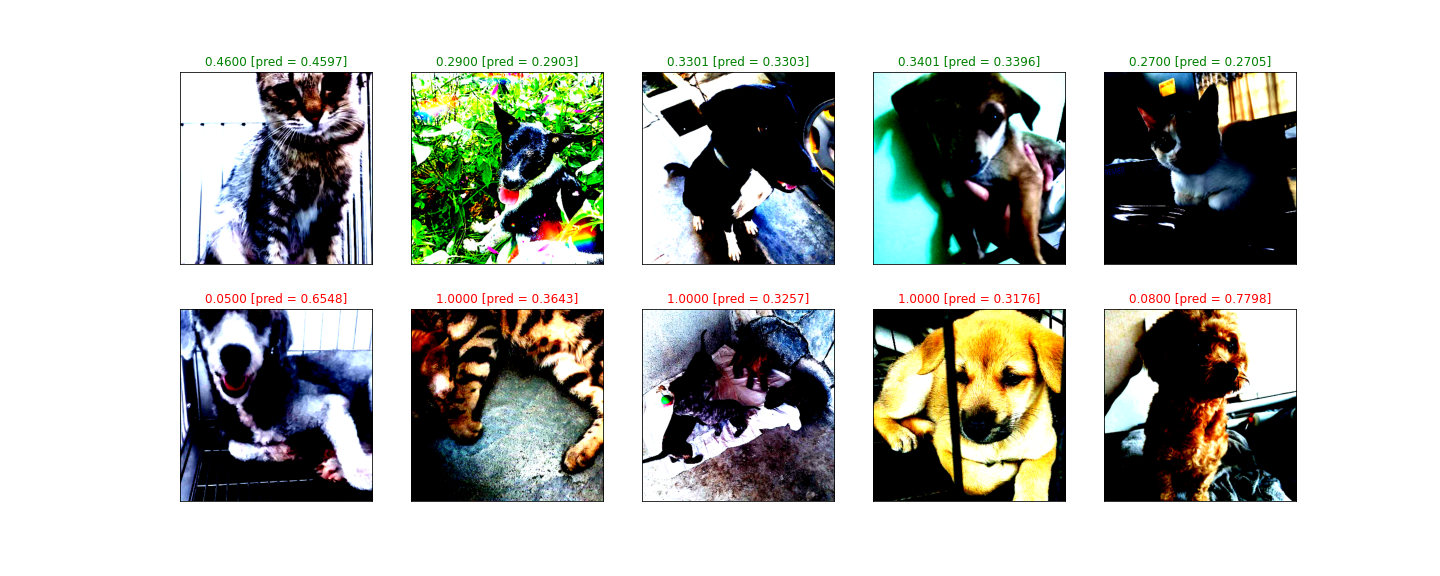 0.4600 [pred = 0.4597]
0.2900 [pred = 0.2903]
0.3301 [pred = 0.3303]
0.3401 [pred = 0.3396]
0.2700 [pred = 0.2705]
0.0500 [pred = 0.6548]
1.0000 [pred = 0.3643]
1.0000 [pred = 0.3257]
1.0000 [pred = 0.3176]
0.0800 [pred = 0.7798]